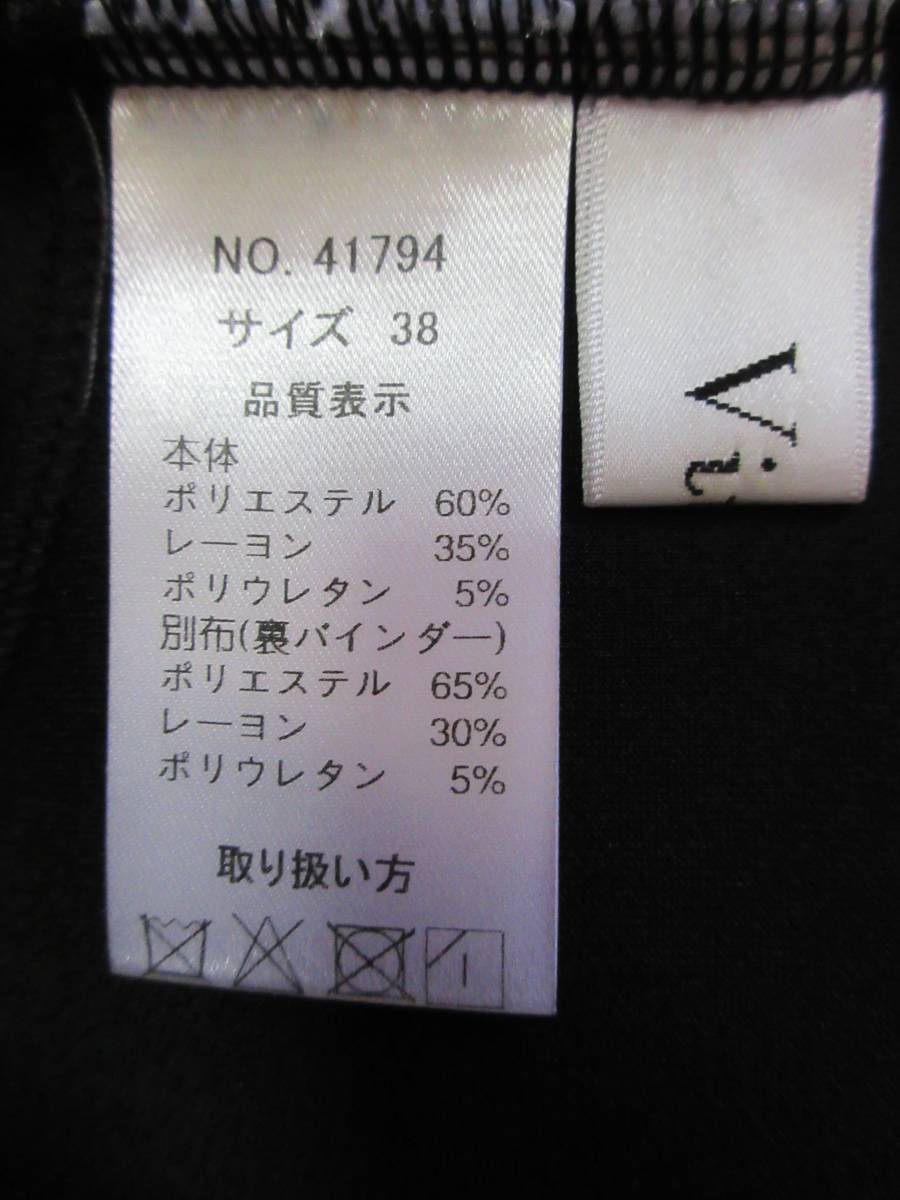 NO. 41794
サイズ 38
品質表示
本体
ポリエステル 60%
レーヨン 35%
ポリウレタン 5%
別布(裏バインダー)
ポリエステル 65%
レーヨン 30%
ポリウレタン 5%
取り扱い方
Vi